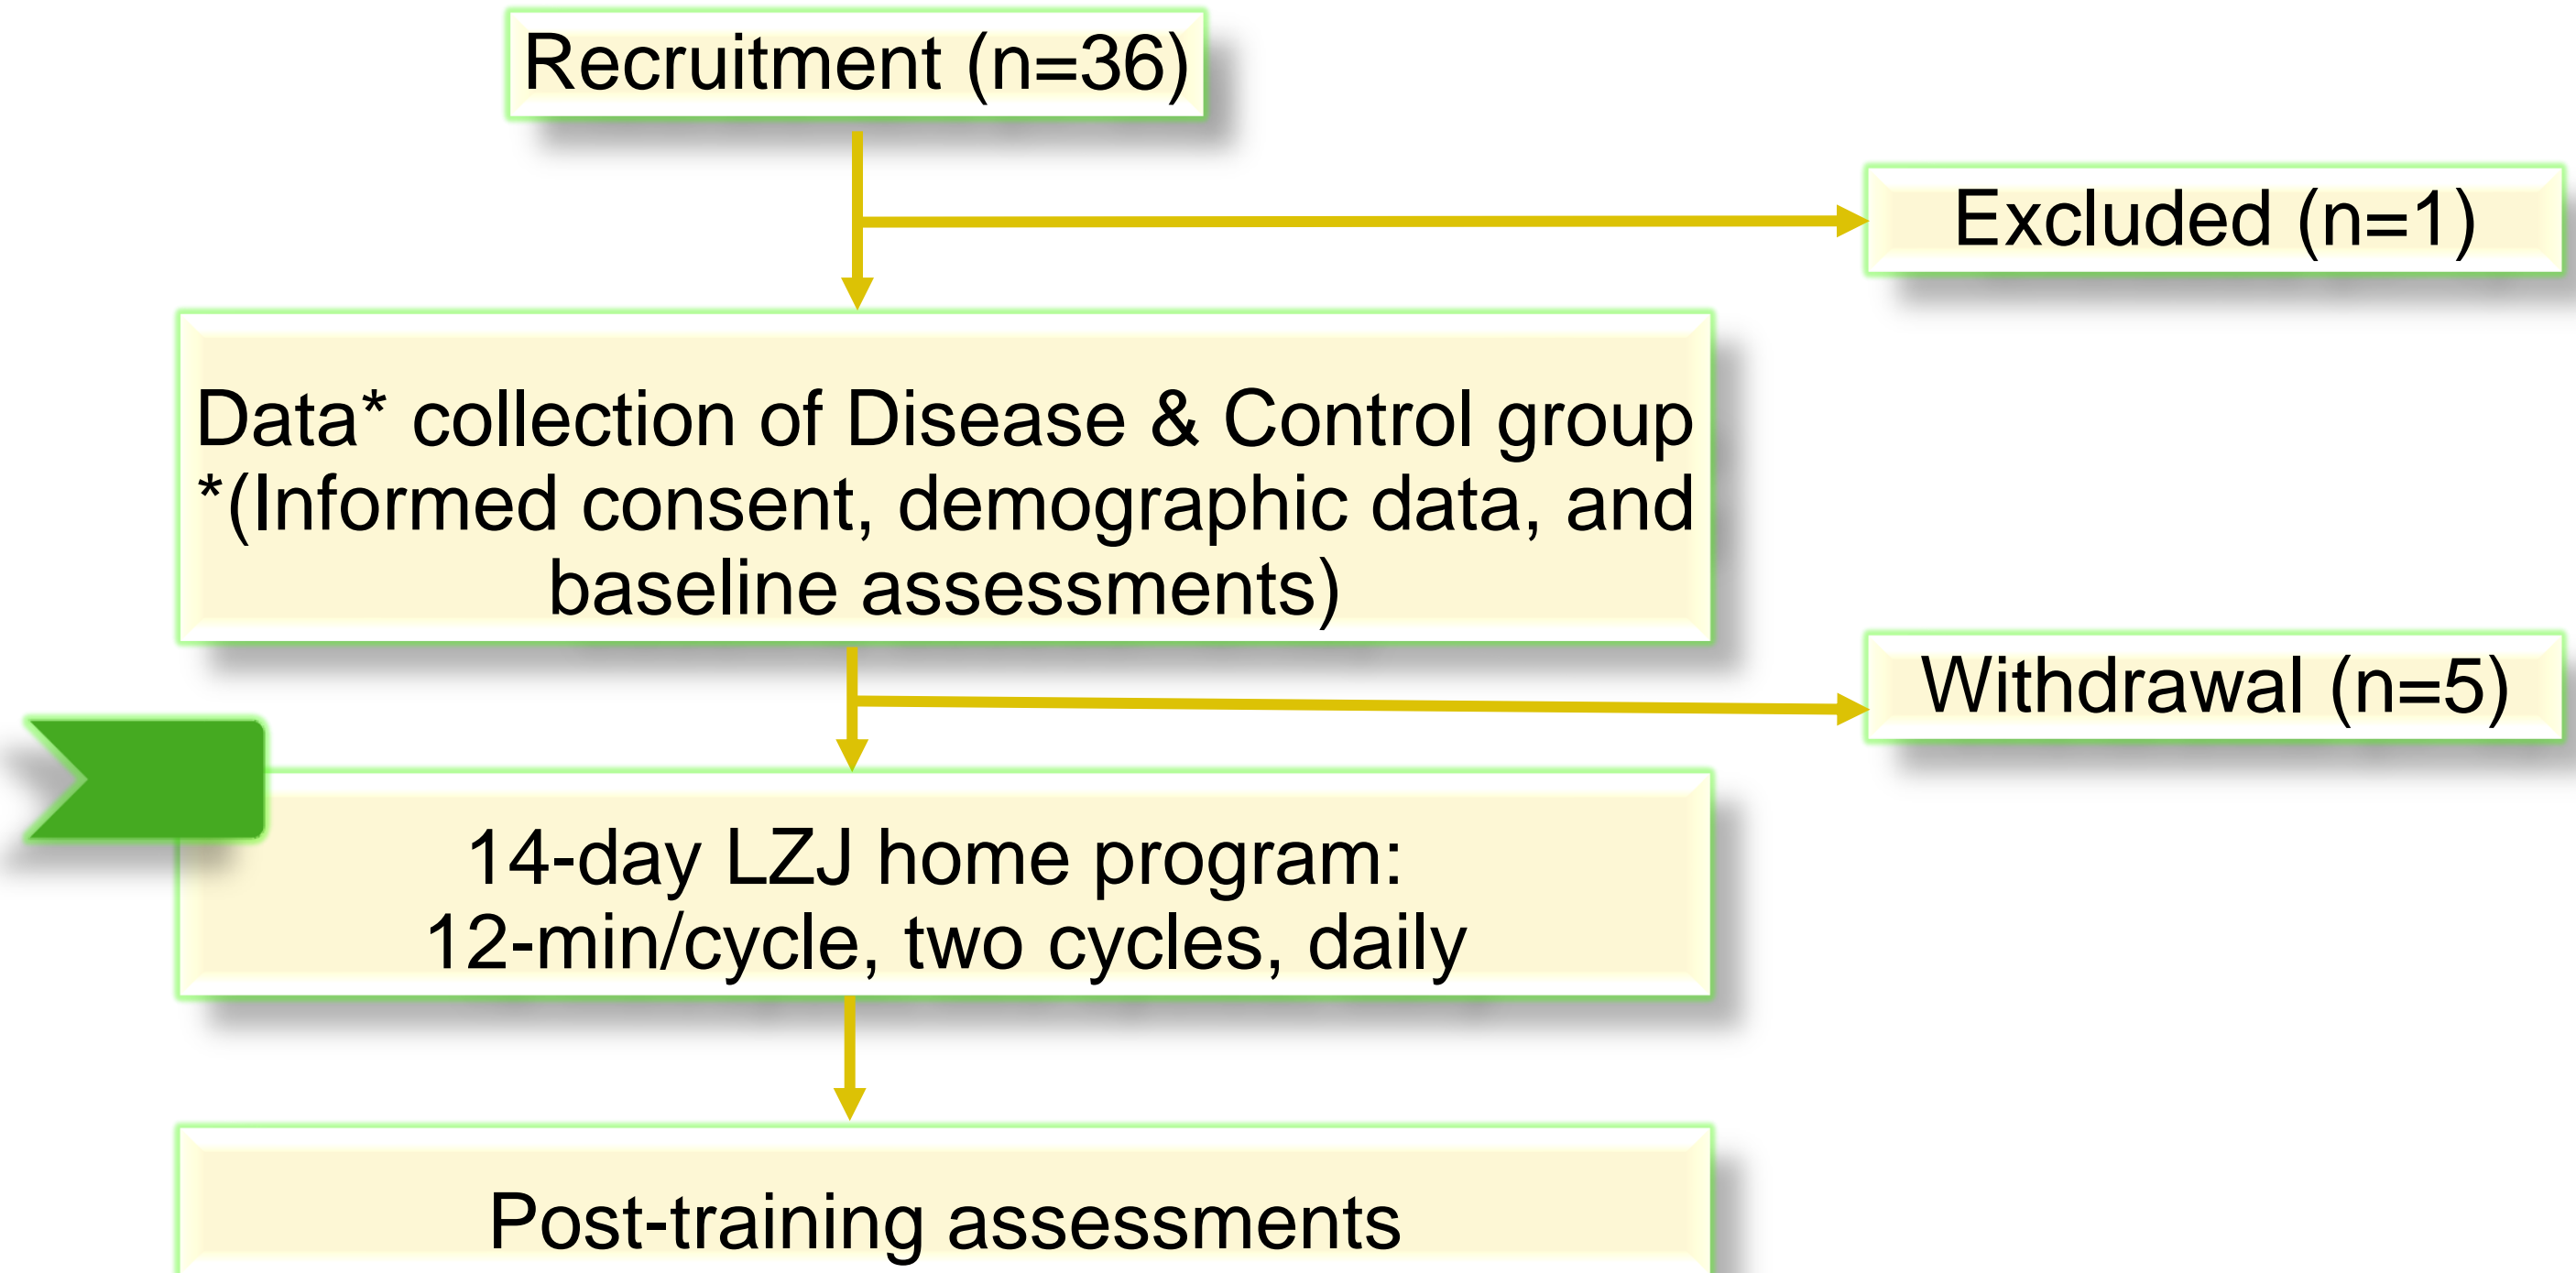 Recruitment (n=36)
Excluded (n=1)
Data* collection of Disease & Control group
*(Informed consent, demographic data, and
baseline assessments)
Withdrawal (n=5)
14-day LZJ home program:
12-min/cycle, two cycles, daily
Post-training assessments